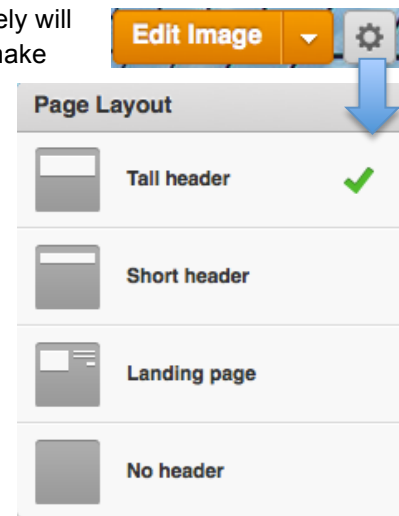 ely will
nake
Edit Image
Page Layout
Tall header
Short header
Landing page
No header